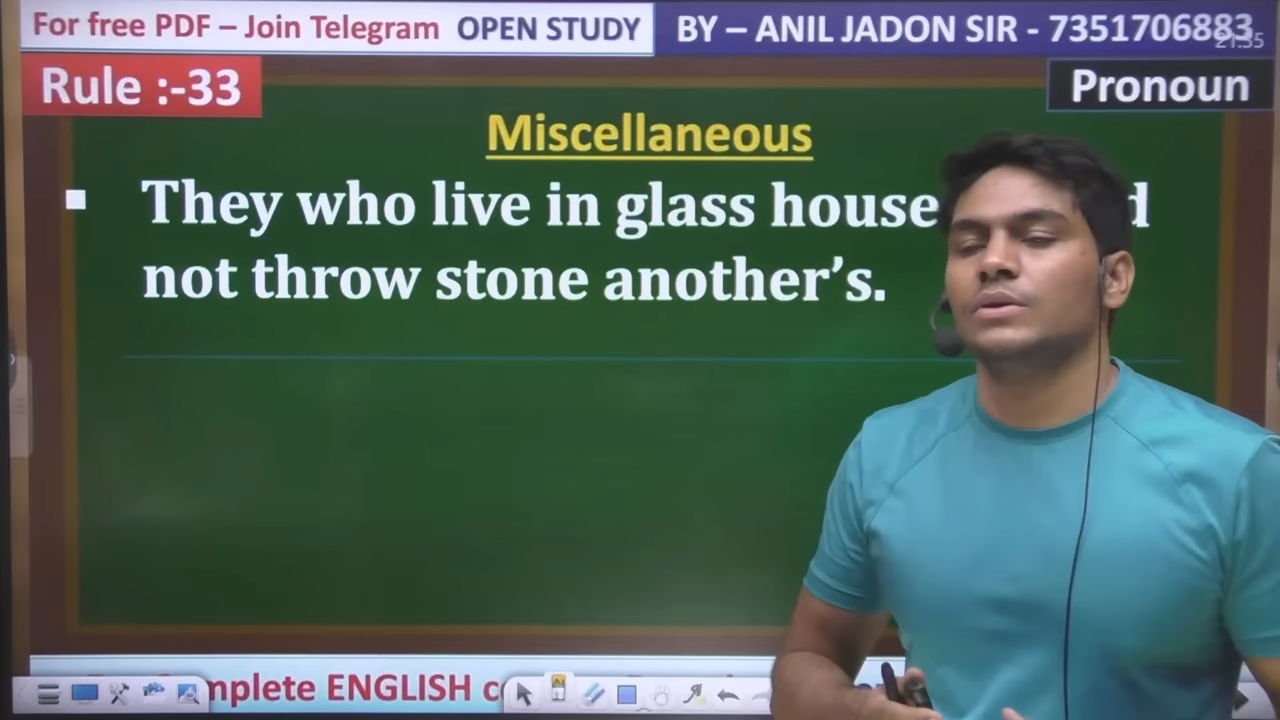 For free PDF – Join Telegram OPEN STUDY BY – ANIL JADON SIR - 7351706883
Rule :-33
Pronoun
Miscellaneous
▪ They who live in glass
not throw stone another’s.
ENGLISH